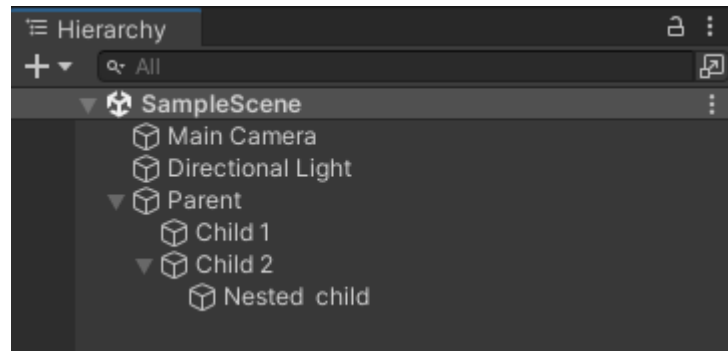 Hierarchy
All
SampleScene
Main Camera
Directional Light
Parent
Child 1
Child 2
Nested child